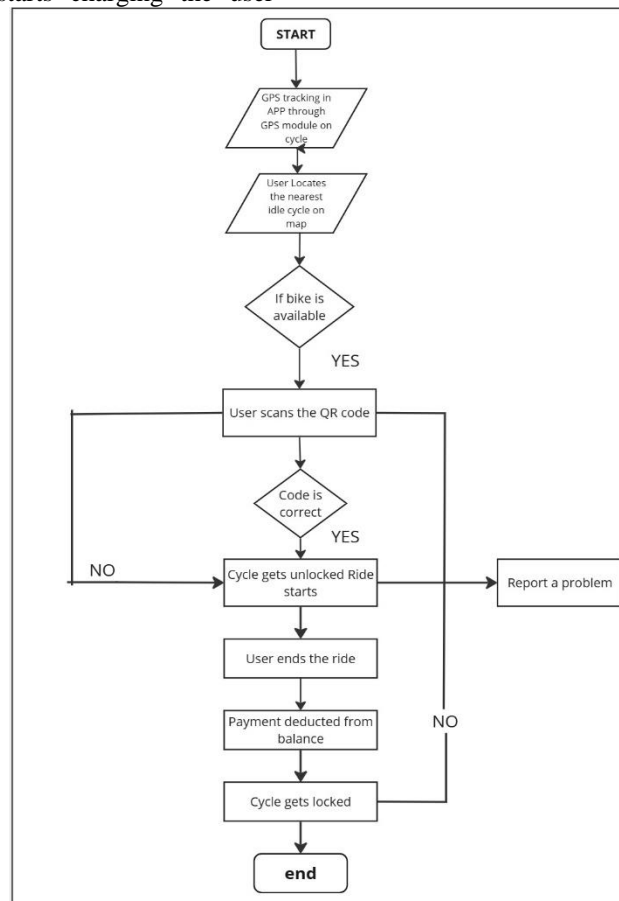 starts charging the user
START
GPS tracking in
APP through
GPS module on
cycle
User Locates
the nearest
idle cycle on
map
If bike is
available
YES
User scans the QR code
Code is
correct
YES
NO
Cycle gets unlocked Ride
starts
Report a problem
User ends the ride
Payment deducted from
balance
NO
Cycle gets locked
end